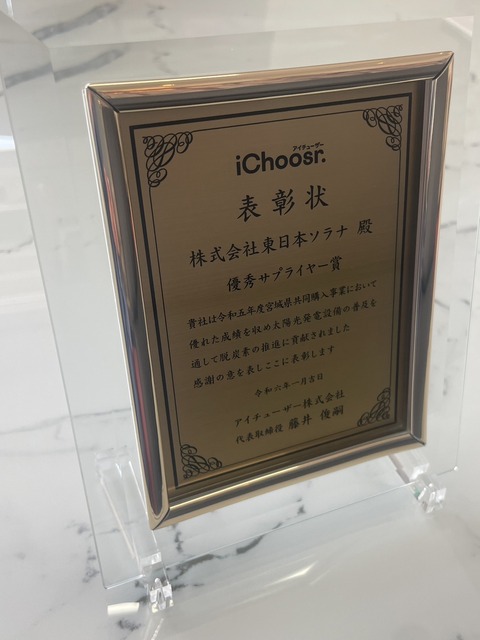 アイチューザー
iChoosr.
表彰状
株式会社東日本ソラナ 殿
優秀サプライヤー賞
貴社は令和五年度宮城県共同購入事業において
優れた成績を収め太陽光発電設備の普及を
通して脱炭素の推進に貢献されました
感謝の意を表しここに表彰します
令和六年一月吉日
アイチューザー株式会社
代表取締役 藤井 俊嗣